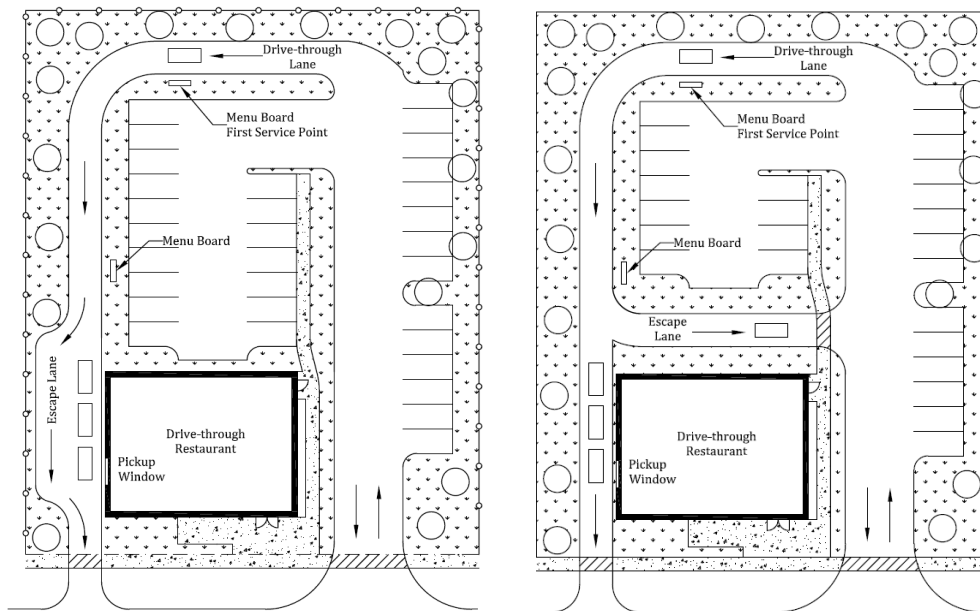 Drive-through
Lane
Menu Board
First Service Point
Menu Board
Escape Lane
Drive-through
Restaurant
Pickup
Window
Drive-through
Lane
Menu Board
First Service Point
Menu Board
Escape
Lane
Drive-through
Restaurant
Pickup
Window